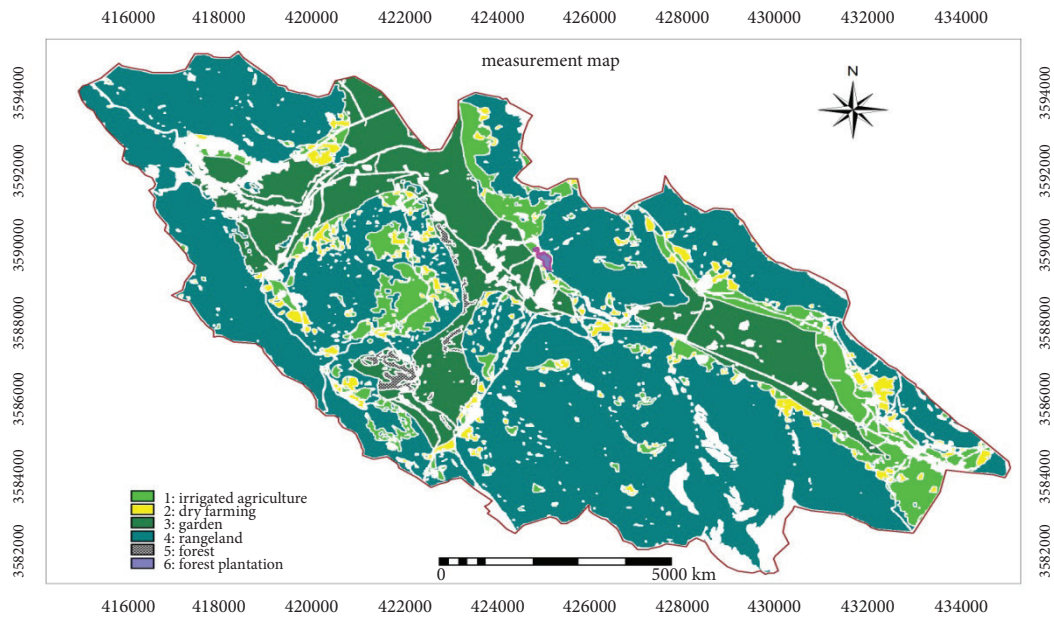 416000 418000 420000 422000 424000 426000 428000 430000 432000 434000
measurement map
N
3594000 3594000
3592000 3592000
3590000 3590000
3588000 3588000
3586000 3586000
3584000 3584000
3582000 3582000
1: irrigated agriculture
2: dry farming
3: garden
4: rangeland
5: forest
6: forest plantation
0 5000 km
416000 418000 420000 422000 424000 426000 428000 430000 432000 434000